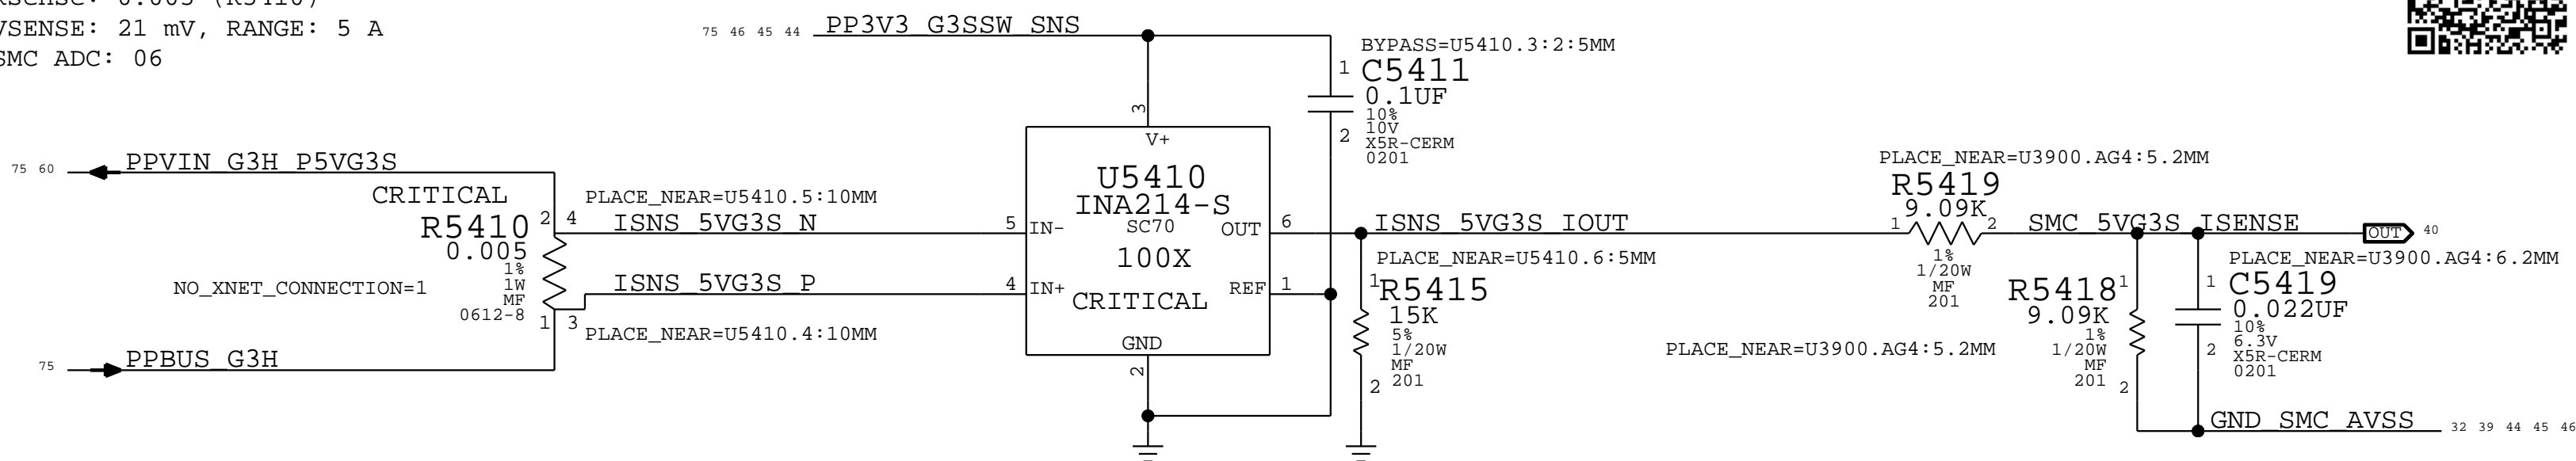 VSENSE: 21 mV, RANGE: 5 A
SMC ADC: 06
75 46 45 44 PP3V3_G3SSW_SNS
BYPASS=U5410.3:2:5MM
1 C5411
0.1UF
10%
10V
2 X5R-CERM
0201
3
V+
U5410
INA214-S
SC70
100X
CRITICAL
5 IN-
4 IN+
OUT 6
REF 1
GND
2
75 60 PPVIN_G3H_P5VG3S
CRITICAL
R5410
0.005
1%
1W
MF
0612-8
2 4
1 3
NO_XNET_CONNECTION=1
PLACE_NEAR=U5410.5:10MM
ISNS_5VG3S_N
ISNS_5VG3S_P
PLACE_NEAR=U5410.4:10MM
75 PPBUS_G3H
ISNS_5VG3S_IOUT
PLACE_NEAR=U5410.6:5MM
1 R5415
15K
5%
1/20W
MF
2 201
PLACE_NEAR=U3900.AG4:5.2MM
R5419
9.09K
1 2
1%
1/20W
MF
201
SMC_5VG3S_ISENSE
OUT 40
PLACE_NEAR=U3900.AG4:6.2MM
R5418 1
9.09K
1%
1/20W
MF
201 2
PLACE_NEAR=U3900.AG4:5.2MM
1 C5419
0.022UF
10%
6.3V
2 X5R-CERM
0201
GND_SMC_AVSS 32 39 44 45 46